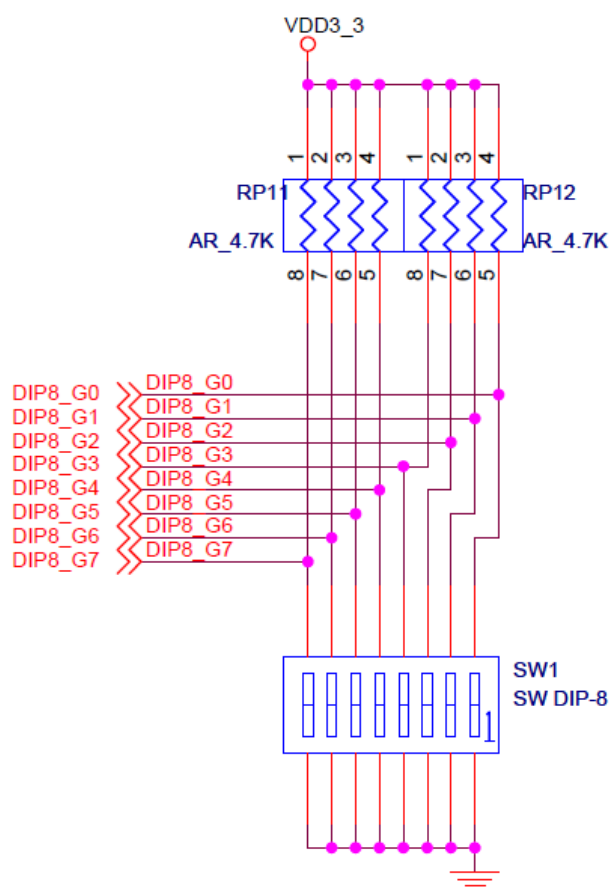 VDD3_3
1 2 3 4 1 2 3 4
RP11 RP12
AR_4.7K AR_4.7K
8 7 6 5 8 7 6 5
DIP8_G0 DIP8_G0
DIP8_G1 DIP8_G1
DIP8_G2 DIP8_G2
DIP8_G3 DIP8_G3
DIP8_G4 DIP8_G4
DIP8_G5 DIP8_G5
DIP8_G6 DIP8_G6
DIP8_G7 DIP8_G7
SW1
SW DIP-8
1